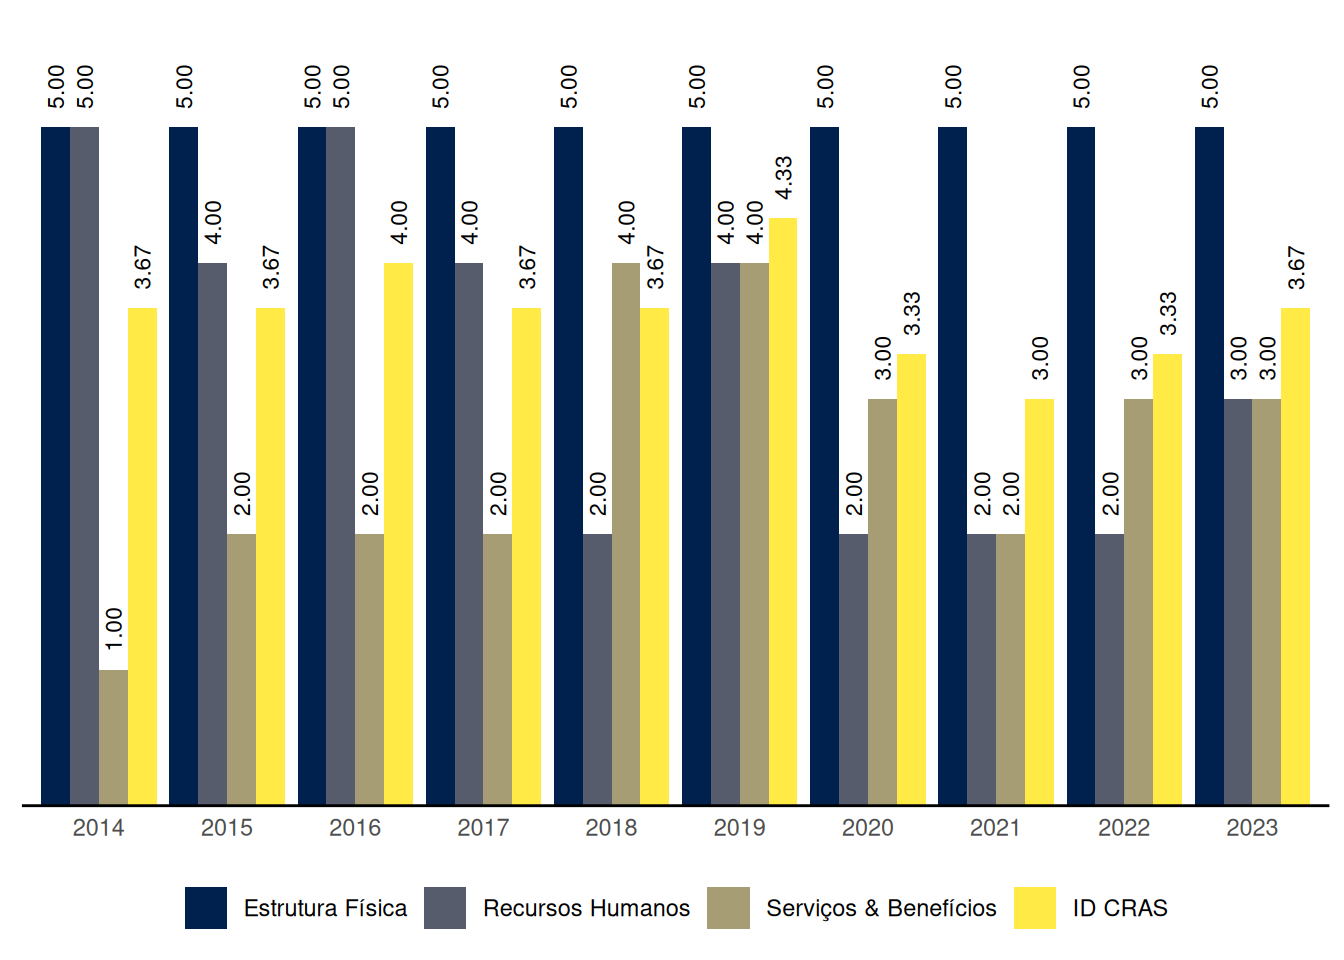 5.00 5.00 1.00 3.67
5.00 4.00 2.00 3.67
5.00 5.00 2.00 4.00
5.00 4.00 2.00 3.67
5.00 2.00 4.00 3.67
5.00 4.00 4.00 4.33
5.00 2.00 3.00 3.33
5.00 2.00 2.00 3.00
5.00 2.00 3.00 3.33
5.00 3.00 3.00 3.67
2014 2015 2016 2017 2018 2019 2020 2021 2022 2023
Estrutura Física Recursos Humanos Serviços & Benefícios ID CRAS